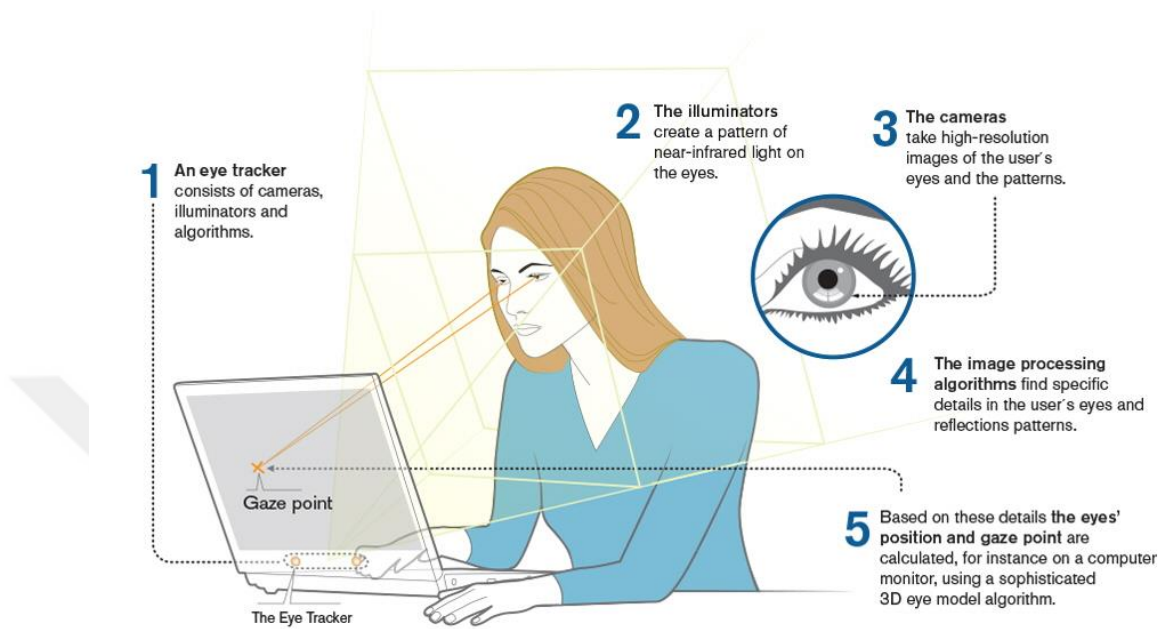 1 An eye tracker
consists of cameras,
illuminators and
algorithms.
2 The illuminators
create a pattern of
near-infrared light on
the eyes.
3 The cameras
take high-resolution
images of the user´s
eyes and the patterns.
4 The image processing
algorithms find specific
details in the user´s eyes and
reflections patterns.
Gaze point
5 Based on these details the eyes’
position and gaze point are
calculated, for instance on a computer
monitor, using a sophisticated
3D eye model algorithm.
The Eye Tracker